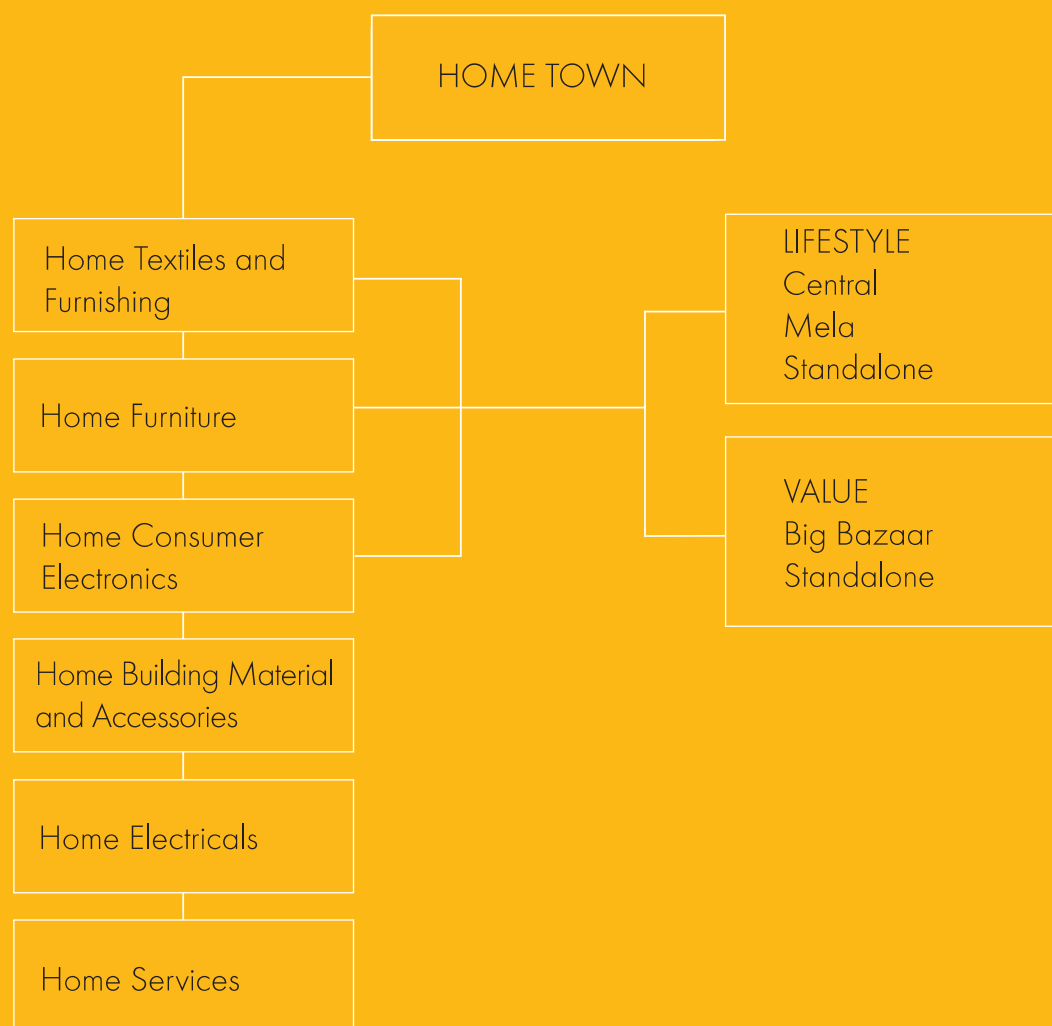 HOME TOWN
Home Textiles and
Furnishing
Home Furniture
Home Consumer
Electronics
Home Building Material
and Accessories
Home Electricals
Home Services
LIFESTYLE
Central
Mela
Standalone
VALUE
Big Bazaar
Standalone